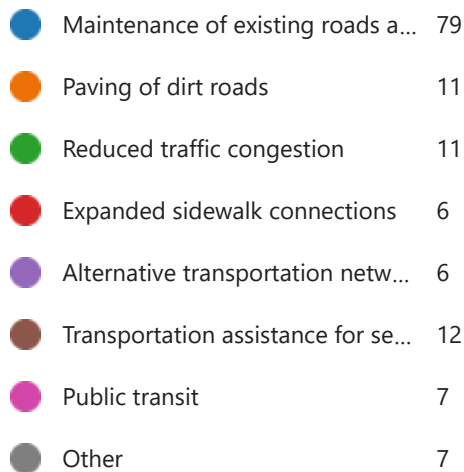 Maintenance of existing roads a... 79
Paving of dirt roads 11
Reduced traffic congestion 11
Expanded sidewalk connections 6
Alternative transportation netw... 6
Transportation assistance for se... 12
Public transit 7
Other 7